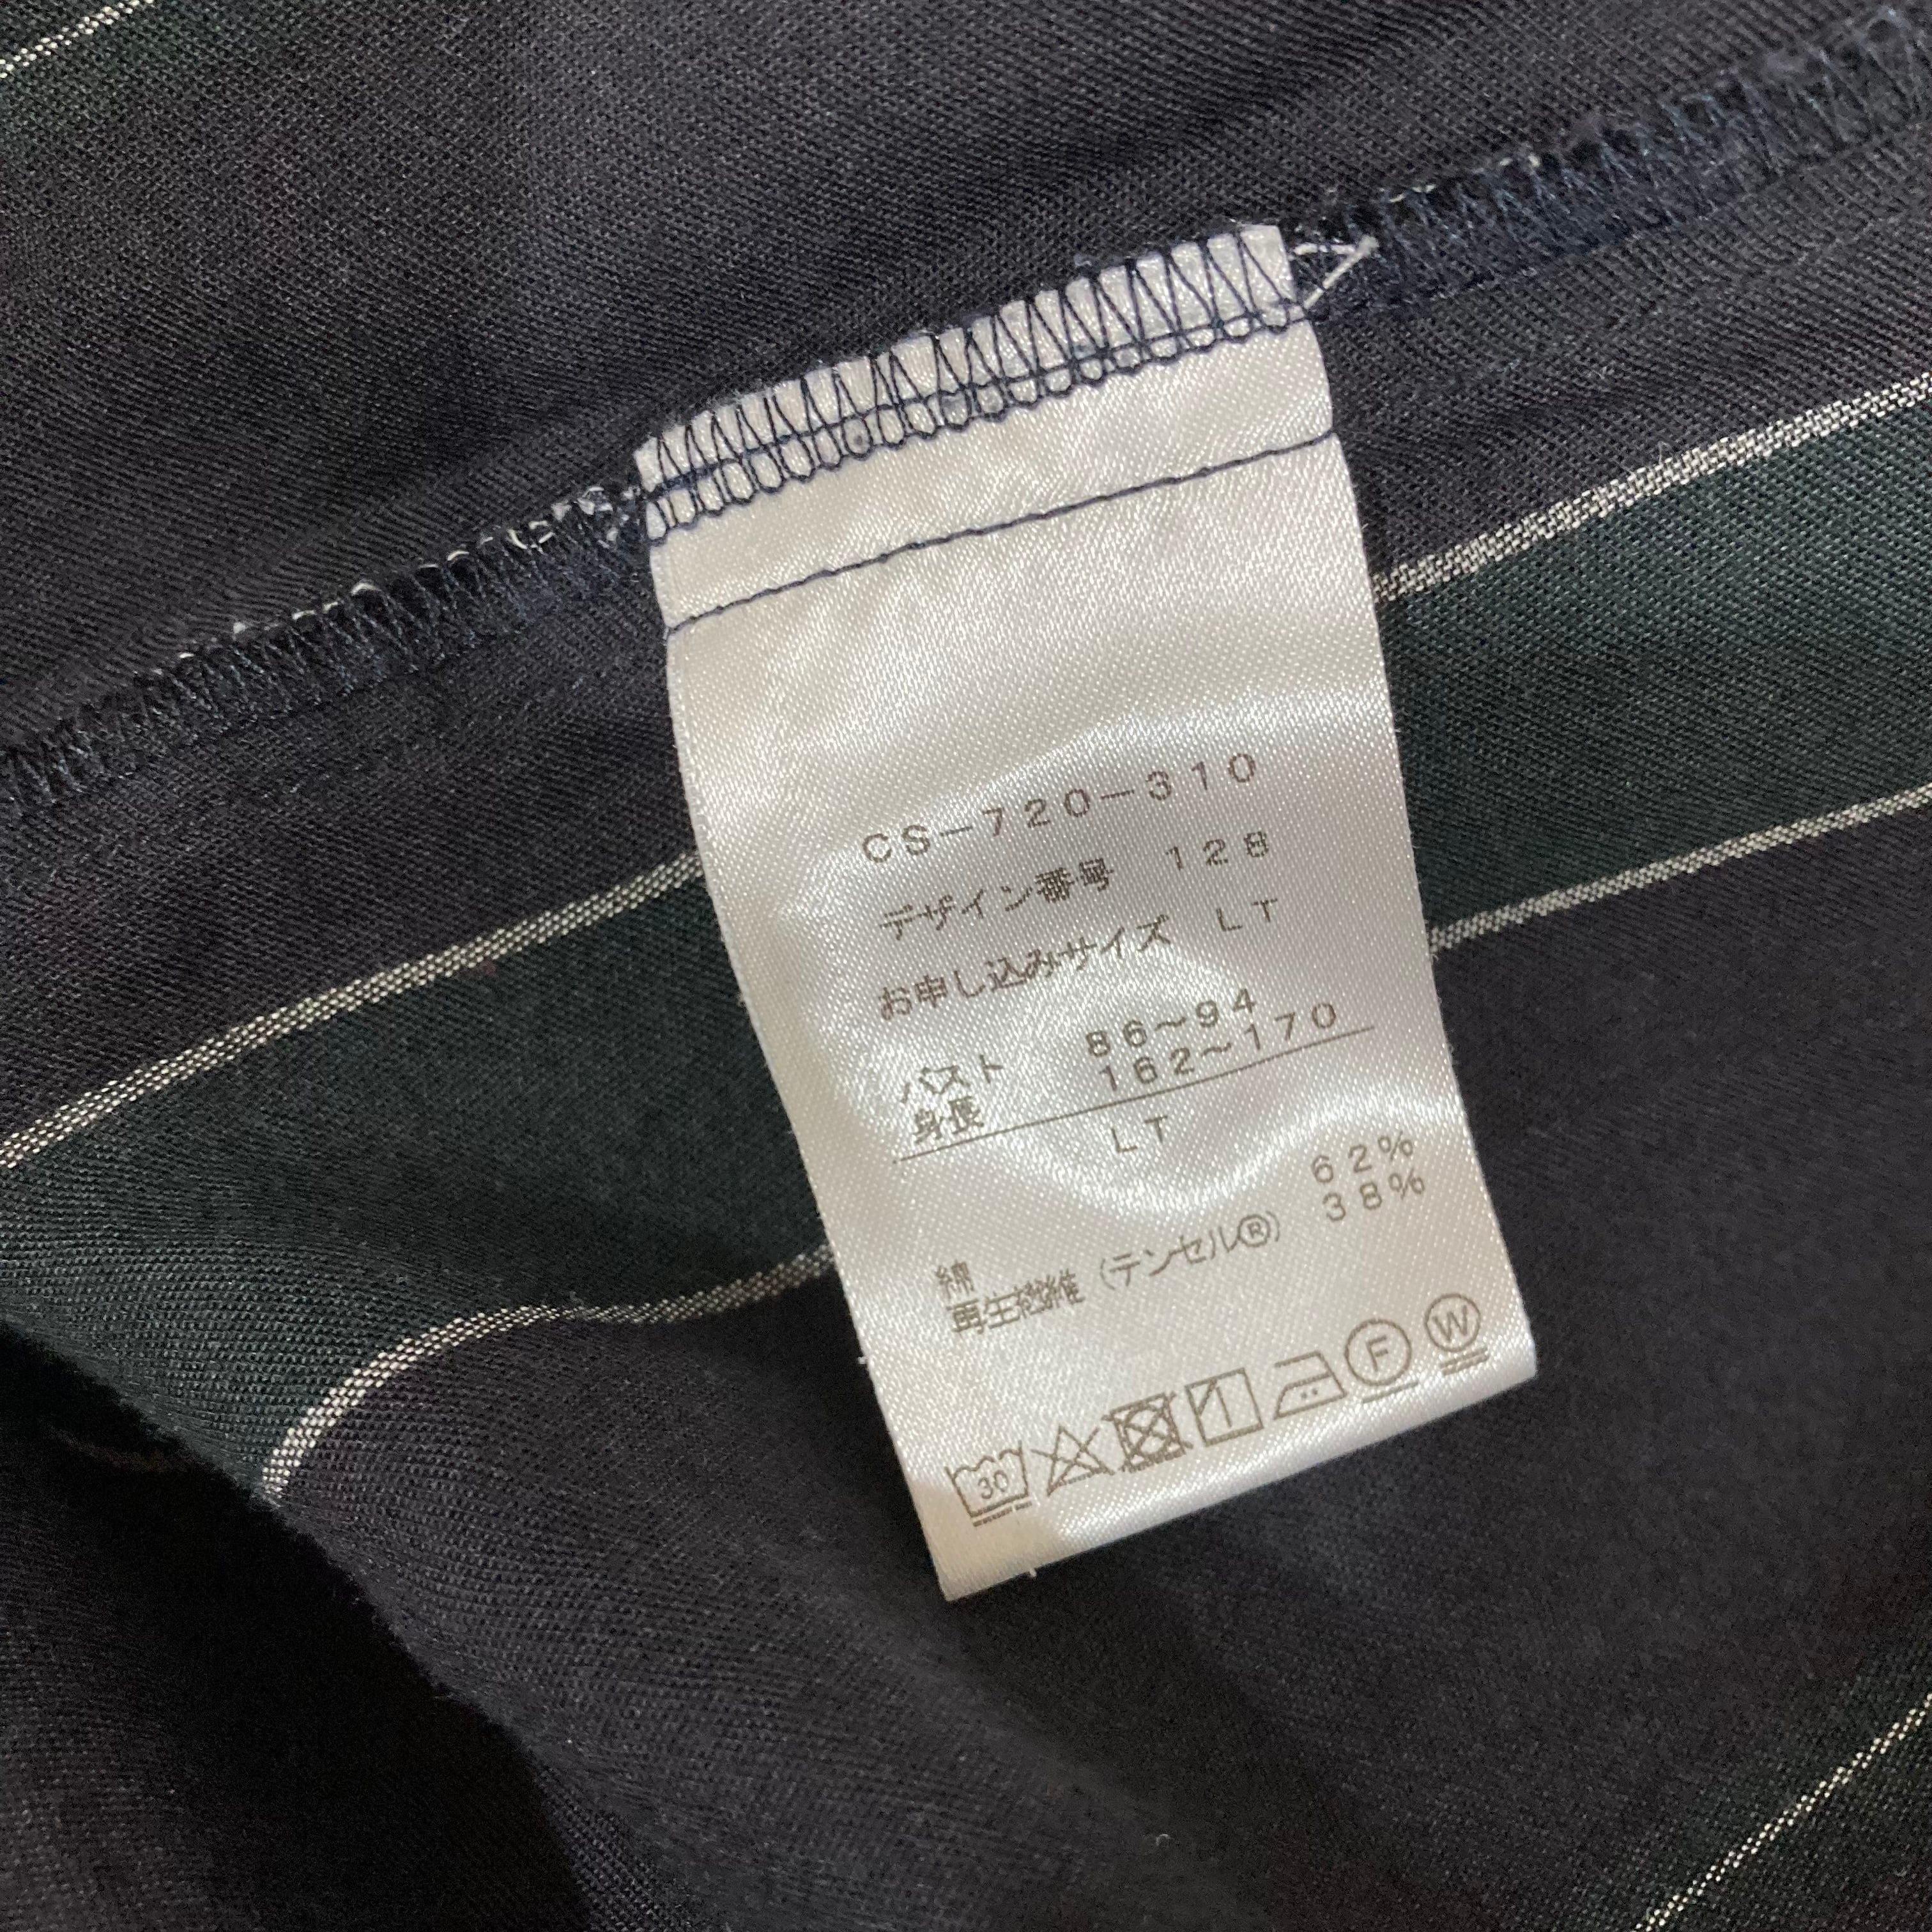 CS-720-310
デザイン番号 128
お申し込みサイズ LT
バスト 86～94
身長 162～170
LT
綿 62%
再生繊維（テンセル®） 38%
30 F W